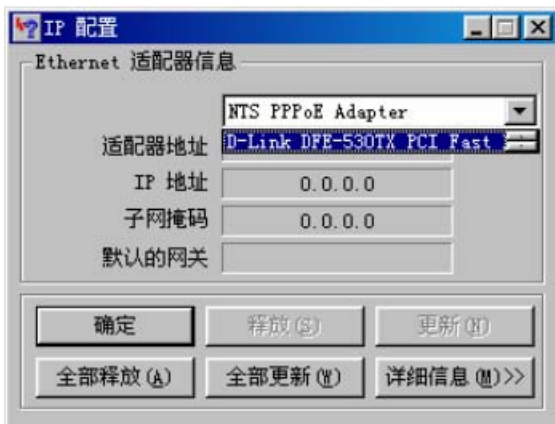 IP 配置
Ethernet 适配器信息
NTS PPPoE Adapter
适配器地址
D-Link DFE-530TX PCI Fast
IP 地址
0.0.0.0
子网掩码
0.0.0.0
默认的网关
确定
释放(S)
更新(N)
全部释放(A)
全部更新(W)
详细信息(M)>>